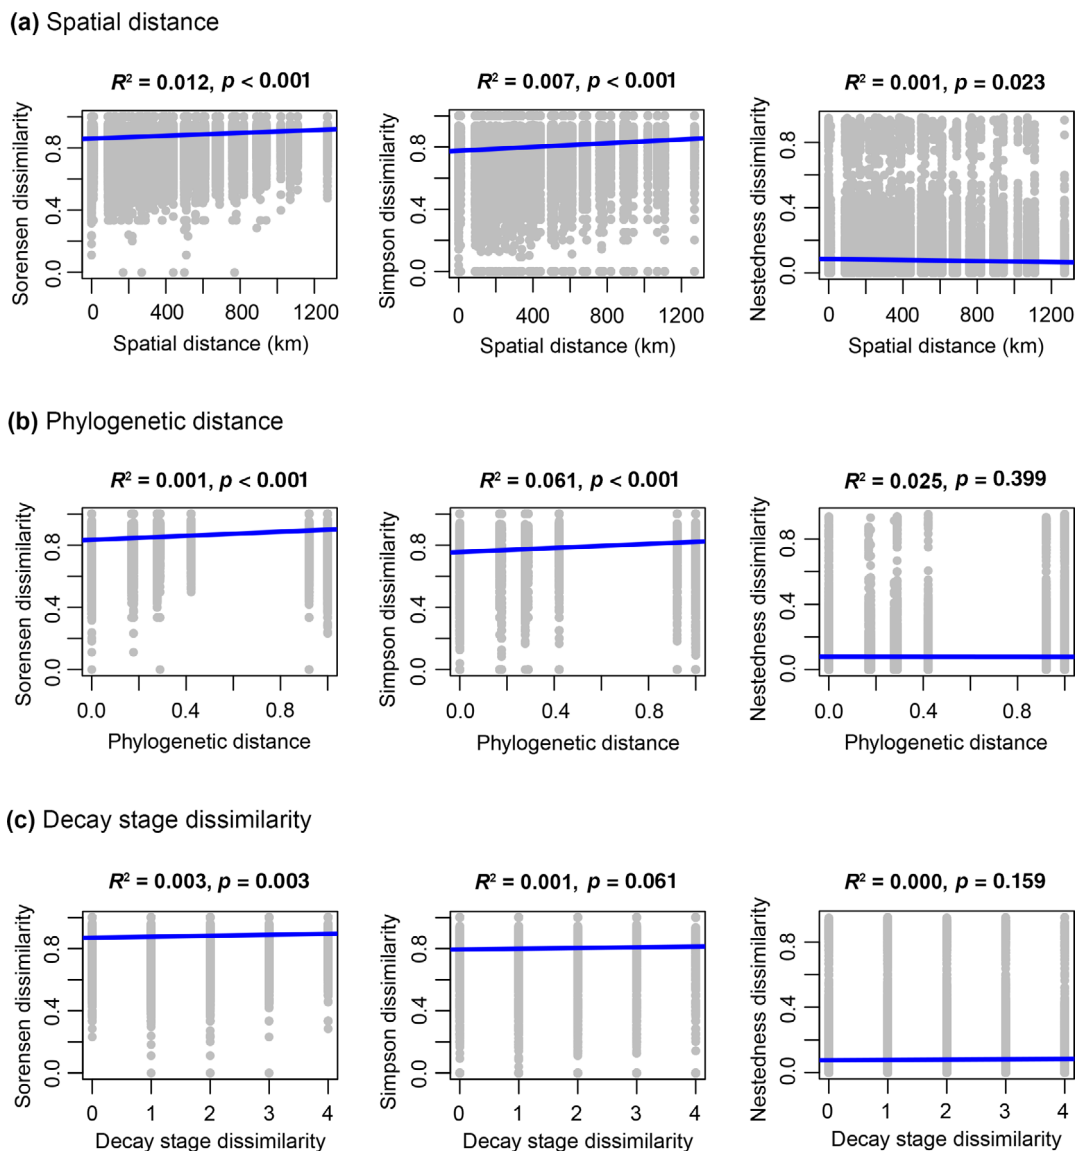 (a) Spatial distance
R² = 0.012, p < 0.001
R² = 0.007, p < 0.001
R² = 0.001, p = 0.023
Sorensen dissimilarity
0.0 0.4 0.8
0 400 800 1200
Spatial distance (km)
Simpson dissimilarity
0.0 0.4 0.8
0 400 800 1200
Spatial distance (km)
Nestedness dissimilarity
0.0 0.4 0.8
0 400 800 1200
Spatial distance (km)
(b) Phylogenetic distance
R² = 0.001, p < 0.001
R² = 0.061, p < 0.001
R² = 0.025, p = 0.399
Sorensen dissimilarity
0.0 0.4 0.8
0.0 0.4 0.8
Phylogenetic distance
Simpson dissimilarity
0.0 0.4 0.8
0.0 0.4 0.8
Phylogenetic distance
Nestedness dissimilarity
0.0 0.4 0.8
0.0 0.4 0.8
Phylogenetic distance
(c) Decay stage dissimilarity
R² = 0.003, p = 0.003
R² = 0.001, p = 0.061
R² = 0.000, p = 0.159
Sorensen dissimilarity
0.0 0.4 0.8
0 1 2 3 4
Decay stage dissimilarity
Simpson dissimilarity
0.0 0.4 0.8
0 1 2 3 4
Decay stage dissimilarity
Nestedness dissimilarity
0.0 0.4 0.8
0 1 2 3 4
Decay stage dissimilarity